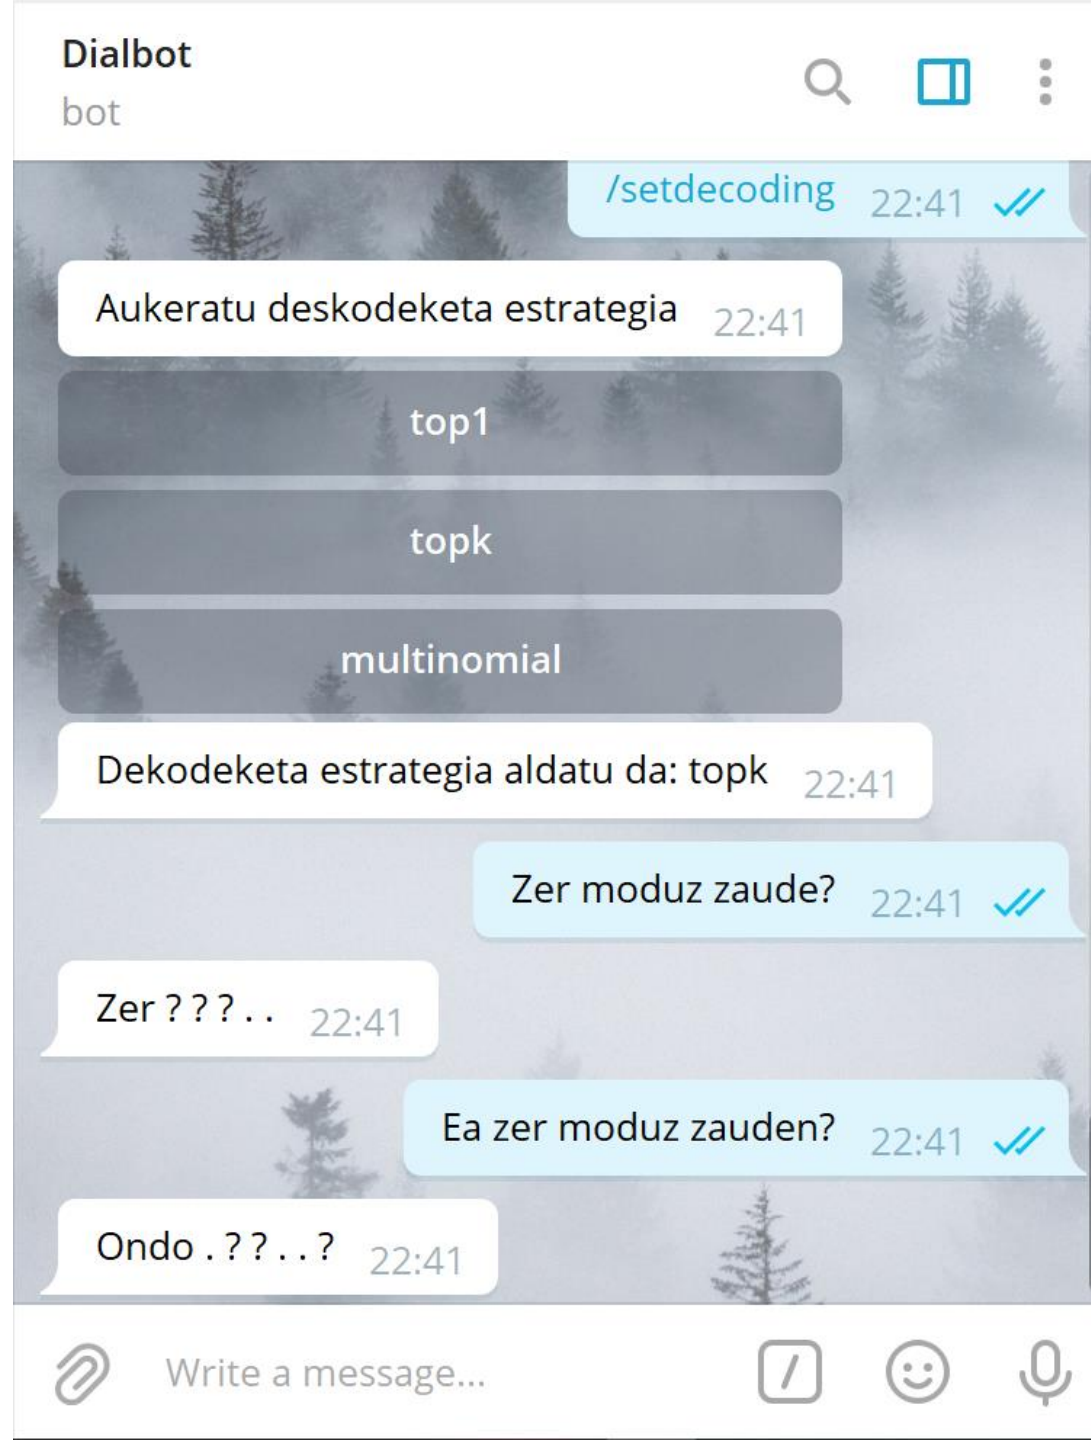 Dialbot
bot
/setdecoding 22:41
Aukeratu deskodeketa estrategia 22:41
top1
topk
multinomial
Dekodeketa estrategia aldatu da: topk 22:41
Zer moduz zaude? 22:41
Zer ? ? ? . . 22:41
Ea zer moduz zauden? 22:41
Ondo . ? ? . . ? 22:41
Write a message...